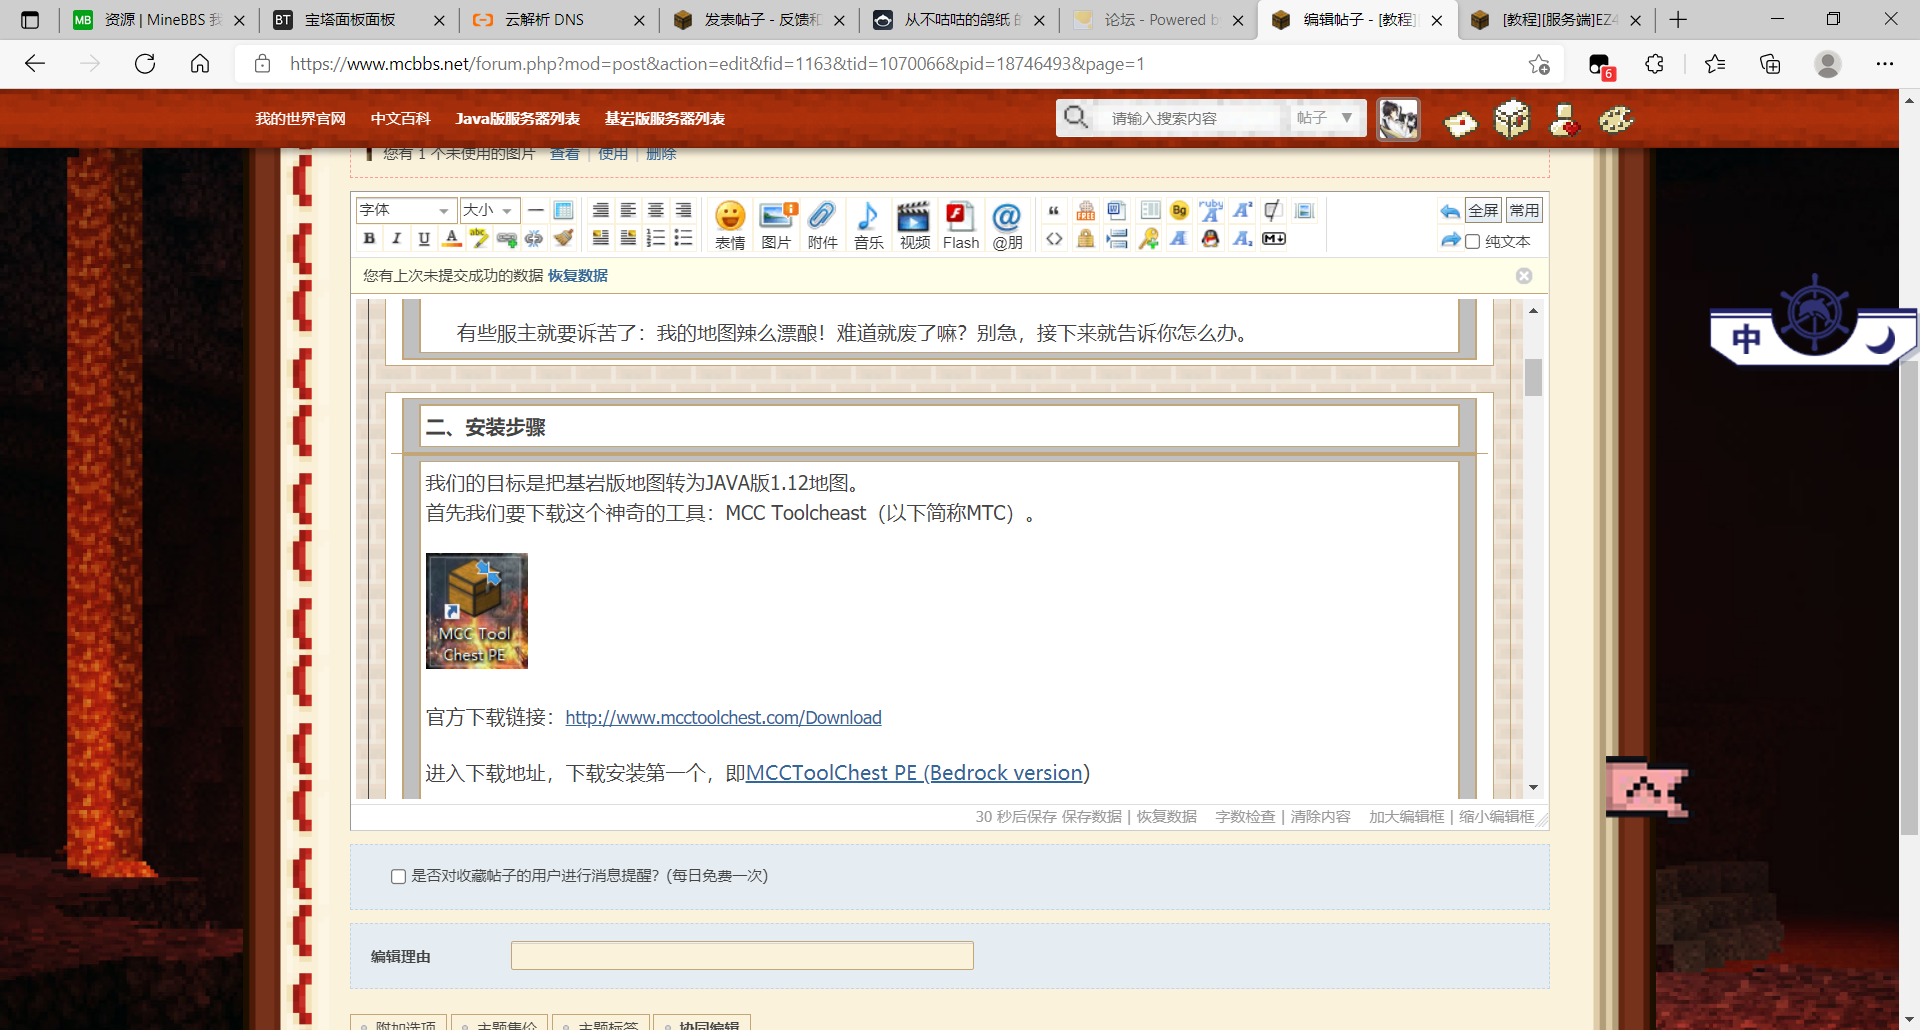 资源 | MineBBS 我
宝塔面板面板
云解析 DNS
发表帖子 - 反馈和
从不咕咕的鸽纸 的
论坛 - Powered by
编辑帖子 - [教程][
[教程][服务端]EZ4
https://www.mcbbs.net/forum.php?mod=post&action=edit&fid=1163&tid=1070066&pid=18746493&page=1
6
我的世界官网 中文百科 Java版服务器列表 基岩版服务器列表
请输入搜索内容 帖子
您有 1 个未使用的图片 查看 | 使用 | 删除
字体 大小
表情 图片 附件 音乐 视频 Flash @朋
全屏 常用
纯文本
您有上次未提交成功的数据 恢复数据
有些服主就要诉苦了：我的地图辣么漂酿！难道就废了嘛？别急，接下来就告诉你怎么办。
中
二、安装步骤
我们的目标是把基岩版地图转为JAVA版1.12地图。
首先我们要下载这个神奇的工具：MCC Toolcheast（以下简称MTC）。
MCC Tool
Chest PE
官方下载链接：http://www.mcctoolchest.com/Download
进入下载地址，下载安装第一个，即MCCToolChest PE (Bedrock version)
30 秒后保存 保存数据 | 恢复数据 字数检查 | 清除内容 加大编辑框 | 缩小编辑框
是否对收藏帖子的用户进行消息提醒？(每日免费一次)
编辑理由
附加选项 主题售价 主题标签 协同编辑